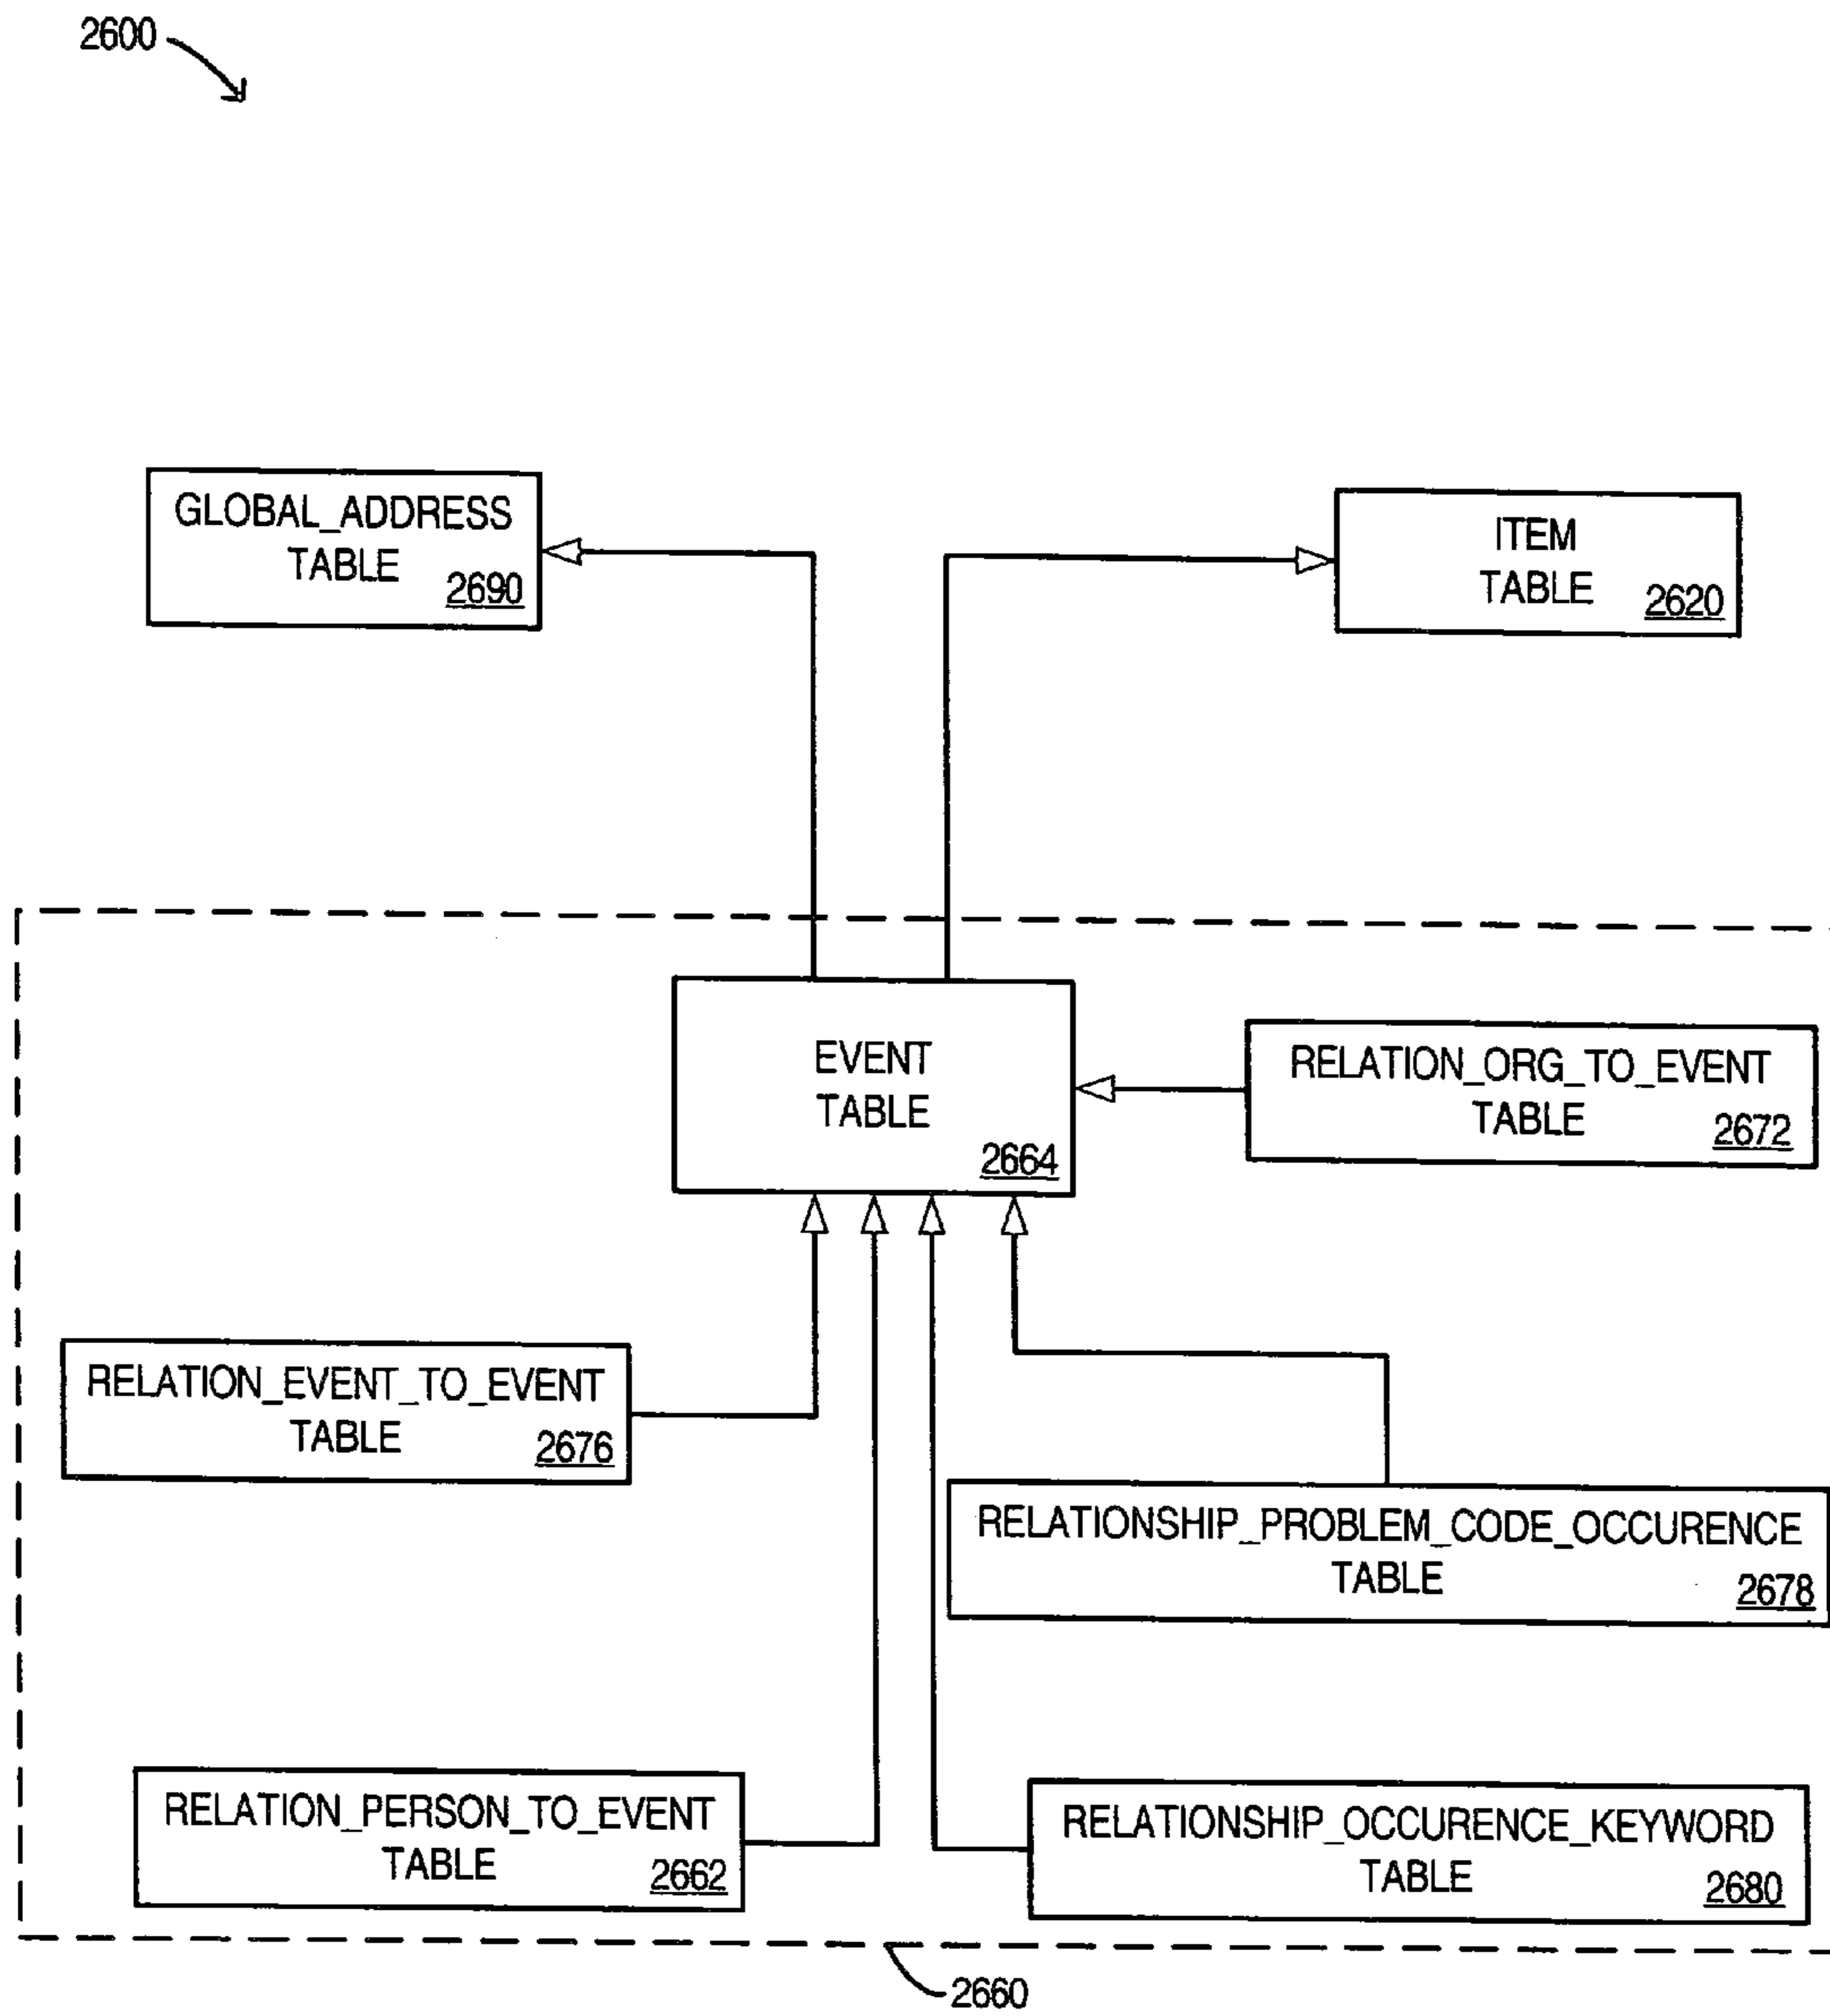 2600
GLOBAL_ADDRESS
TABLE
2690
ITEM
TABLE
2620
EVENT
TABLE
2664
RELATION_ORG_TO_EVENT
TABLE
2672
RELATION_EVENT_TO_EVENT
TABLE
2676
RELATIONSHIP_PROBLEM_CODE_OCCURENCE
TABLE
2678
RELATION_PERSON_TO_EVENT
TABLE
2662
RELATIONSHIP_OCCURENCE_KEYWORD
TABLE
2680
2660